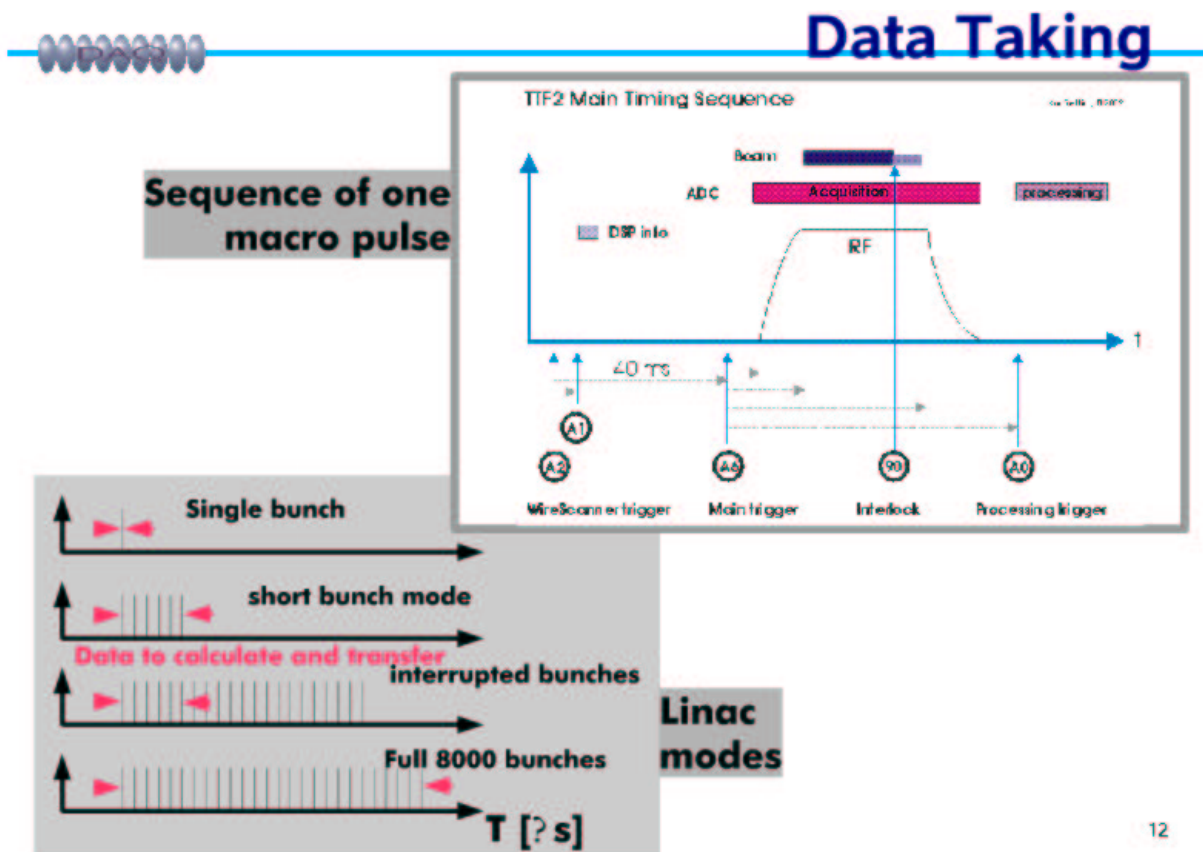 Data Taking
DAQ
TTF2 Main Timing Sequence
Beam
ADC
Acquisition
processing
DSP info
RF
t
Sequence of one
macro pulse
40 ms
A1
A2
A6
90
A0
WireScanner trigger
Main trigger
Interlock
Processing trigger
Single bunch
short bunch mode
Data to calculate and transfer
interrupted bunches
Full 8000 bunches
T [? s]
Linac
modes
12